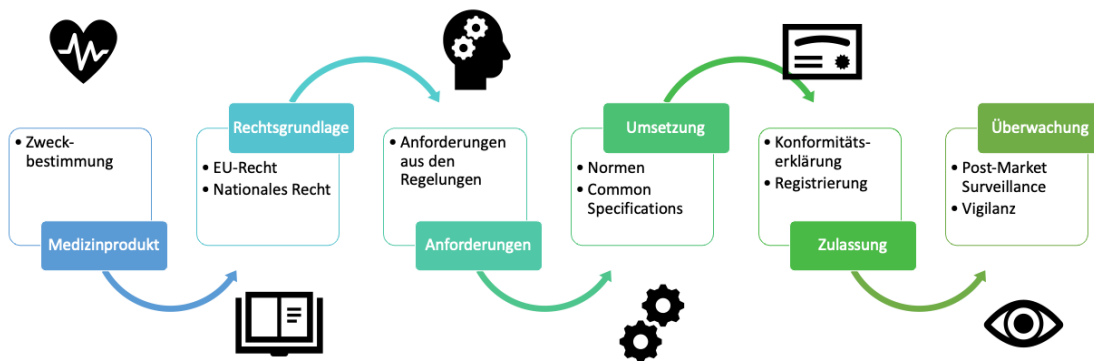 • Zweck-
bestimmung
Medizinprodukt
Rechtsgrundlage
• EU-Recht
• Nationales Recht
• Anforderungen
aus den
Regelungen
Anforderungen
Umsetzung
• Normen
• Common
Specifications
• Konformitäts-
erklärung
• Registrierung
Zulassung
Überwachung
• Post-Market
Surveillance
• Vigilanz